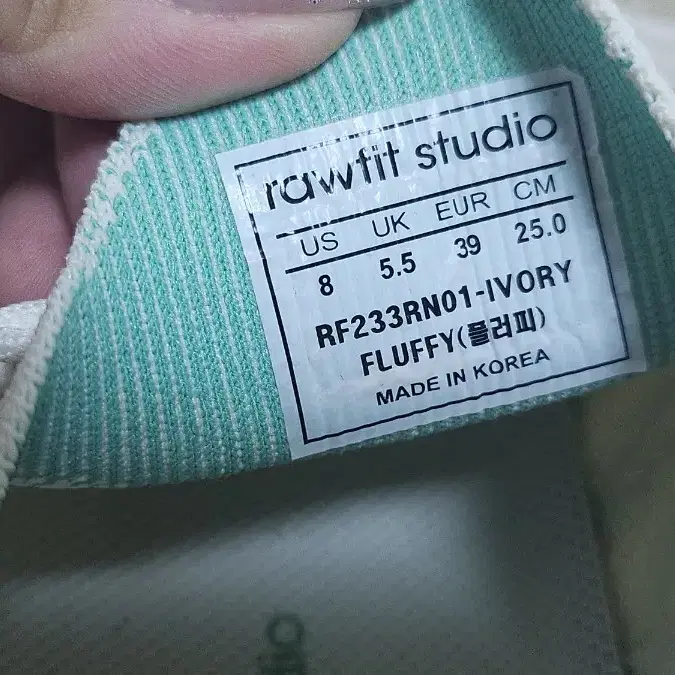 rawfit studio
US UK EUR CM
8 5.5 39 25.0
RF233RN01-IVORY
FLUFFY(플러피)
MADE IN KOREA